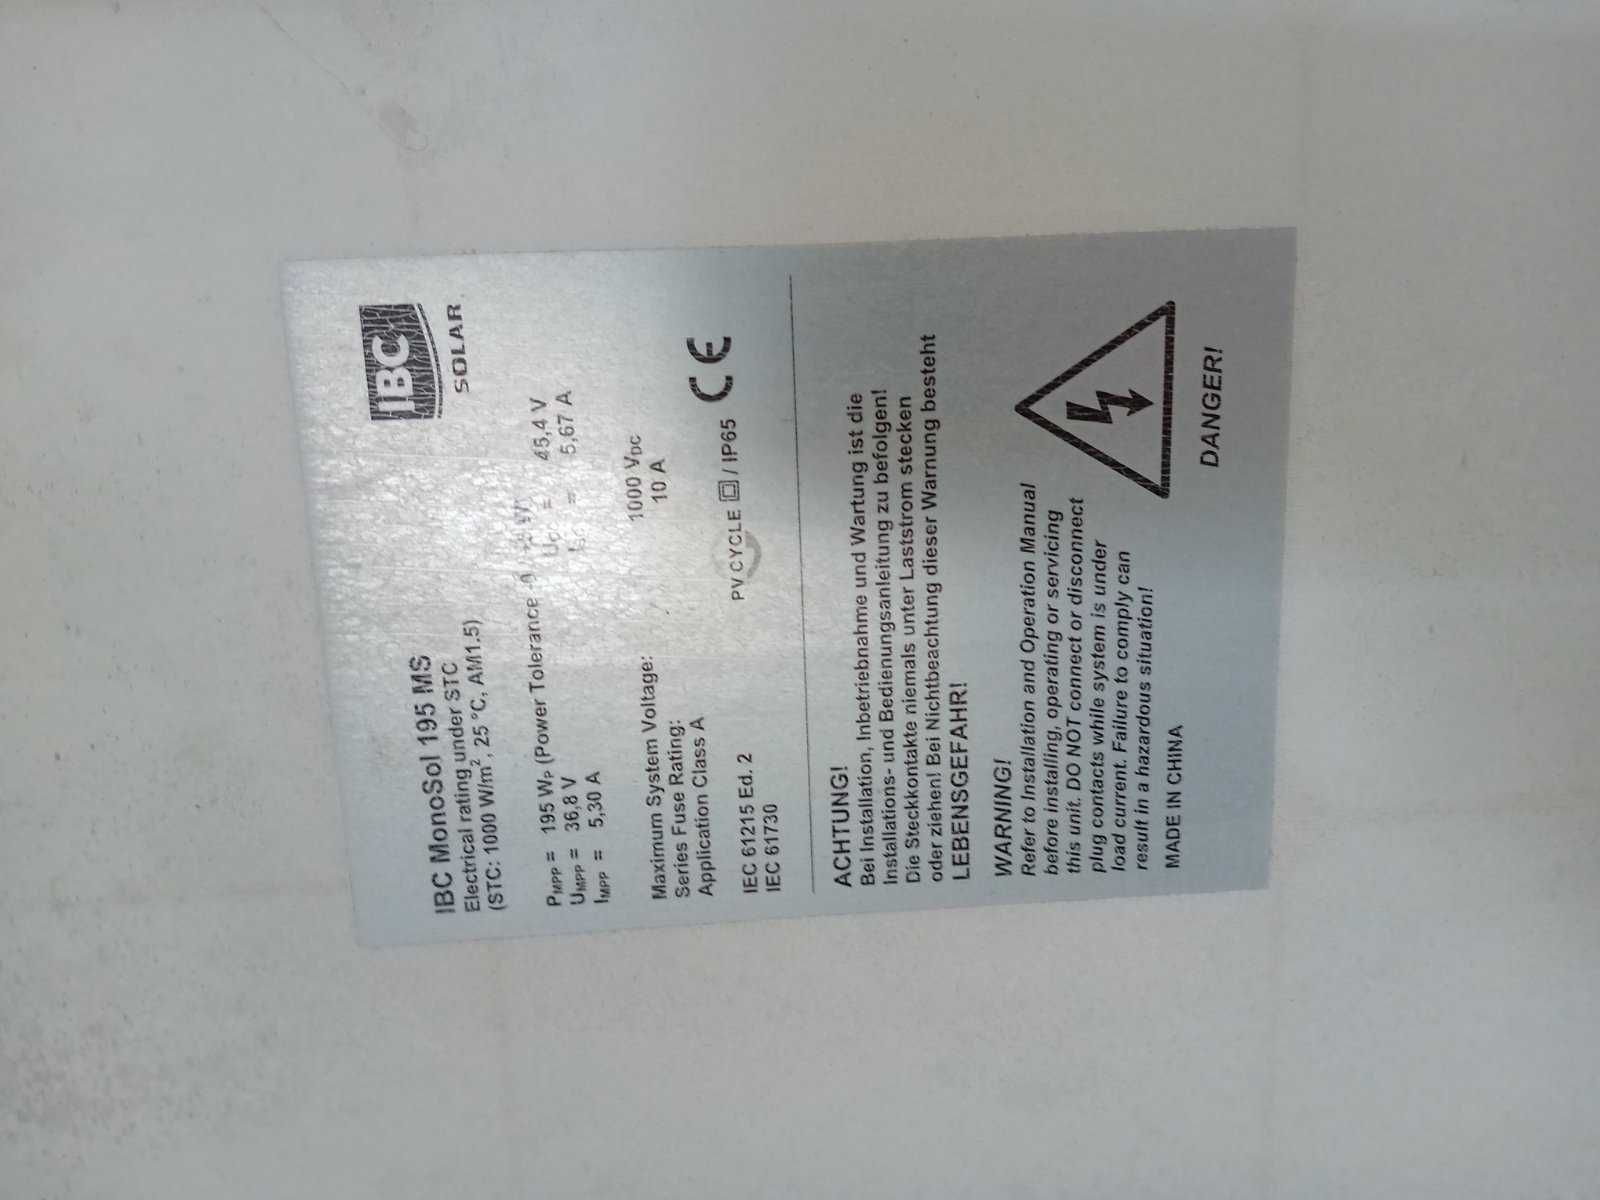 IBC
SOLAR
IBC MonoSol 195 MS
Electrical rating under STC
(STC: 1000 W/m², 25 °C, AM1.5)
PMPP = 195 WP (Power Tolerance
UMPP = 36,8 V UOC = 45,4 V
IMPP = 5,30 A ISC = 5,67 A
Maximum System Voltage: 1000 VDC
Series Fuse Rating: 10 A
Application Class A
IEC 61215 Ed. 2
IEC 61730
PV CYCLE / IP65 CE
ACHTUNG!
Bei Installation, Inbetriebnahme und Wartung ist die
Installations- und Bedienungsanleitung zu befolgen!
Die Steckkontakte niemals unter Laststrom stecken
oder ziehen! Bei Nichtbeachtung dieser Warnung besteht
LEBENSGEFAHR!
WARNING!
Refer to Installation and Operation Manual
before installing, operating or servicing
this unit. DO NOT connect or disconnect
plug contacts while system is under
load current. Failure to comply can
result in a hazardous situation!
MADE IN CHINA
DANGER!